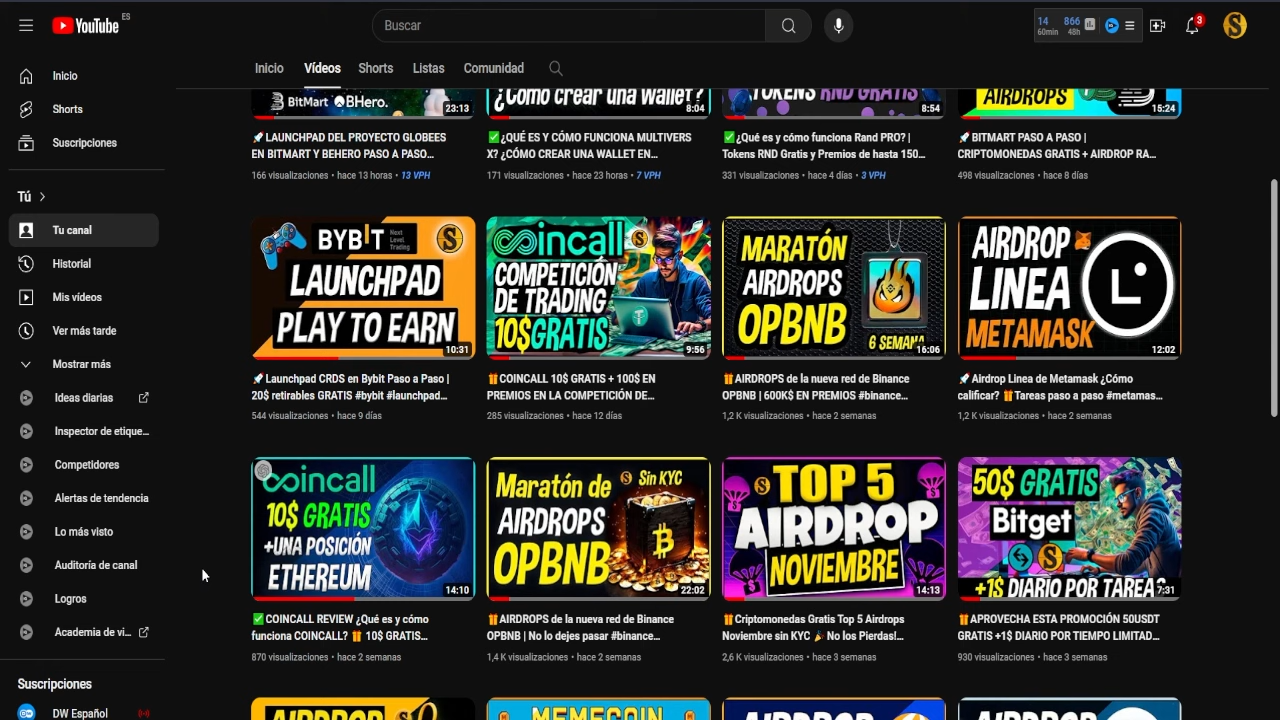 YouTube ES
Buscar
14 866
60min 48h
3
Inicio
Shorts
Suscripciones
Tú
Tu canal
Historial
Mis vídeos
Ver más tarde
Mostrar más
Ideas diarias
Inspector de etique...
Competidores
Alertas de tendencia
Lo más visto
Auditoría de canal
Logros
Academia de vi...
Suscripciones
DW Español
Inicio Vídeos Shorts Listas Comunidad
BitMart BHero. 23:13
🚀 LAUNCHPAD DEL PROYECTO GLOBEES
EN BITMART Y BEHERO PASO A PASO...
166 visualizaciones • hace 13 horas • 13 VPH
¿Cómo crear una wallet? 8:04
✅¿QUÉ ES Y CÓMO FUNCIONA MULTIVERS
X? ¿CÓMO CREAR UNA WALLET EN...
171 visualizaciones • hace 23 horas • 7 VPH
TOKENS RND GRATIS 8:54
✅¿Qué es y cómo funciona Rand PRO? |
Tokens RND Gratis y Premios de hasta 150...
331 visualizaciones • hace 4 días • 3 VPH
AIRDROPS 15:24
🚀 BITMART PASO A PASO |
CRIPTOMONEDAS GRATIS + AIRDROP RA...
498 visualizaciones • hace 8 días
BYBIT Next Level Trading
LAUNCHPAD
PLAY TO EARN
10:31
🚀 Launchpad CRDS en Bybit Paso a Paso |
20$ retirables GRATIS #bybit #launchpad...
544 visualizaciones • hace 9 días
coincall
COMPETICIÓN
DE TRADING
10$GRATIS
9:56
🎁COINCALL 10$ GRATIS + 100$ EN
PREMIOS EN LA COMPETICIÓN DE...
285 visualizaciones • hace 12 días
MARATÓN
AIRDROPS
OPBNB
6 SEMANA
16:06
🎁AIRDROPS de la nueva red de Binance
OPBNB | 600K$ EN PREMIOS #binance...
1,2 K visualizaciones • hace 2 semanas
AIRDROP
LINEA
METAMASK
12:02
🚀 Airdrop Linea de Metamask ¿Cómo
calificar? 🎁Tareas paso a paso #metamas...
1,2 K visualizaciones • hace 2 semanas
coincall
10$ GRATIS
+UNA POSICIÓN
ETHEREUM
14:10
✅COINCALL REVIEW ¿Qué es y cómo
funciona COINCALL? 🎁 10$ GRATIS...
870 visualizaciones • hace 2 semanas
Maratón de Sin KYC
AIRDROPS
OPBNB
22:02
🎁AIRDROPS de la nueva red de Binance
OPBNB | No lo dejes pasar #binance...
1,4 K visualizaciones • hace 2 semanas
TOP 5
AIRDROP
NOVIEMBRE
14:13
🎁Criptomonedas Gratis Top 5 Airdrops
Noviembre sin KYC 🎉 No los Pierdas!...
2,6 K visualizaciones • hace 3 semanas
50$ GRATIS
Bitget
+1$ DIARIO POR TAREA
7:31
🎁APROVECHA ESTA PROMOCIÓN 50USDT
GRATIS +1$ DIARIO POR TIEMPO LIMITAD...
930 visualizaciones • hace 3 semanas
AIRDROP
MEMECOIN
AIRDROP
AIRDROP